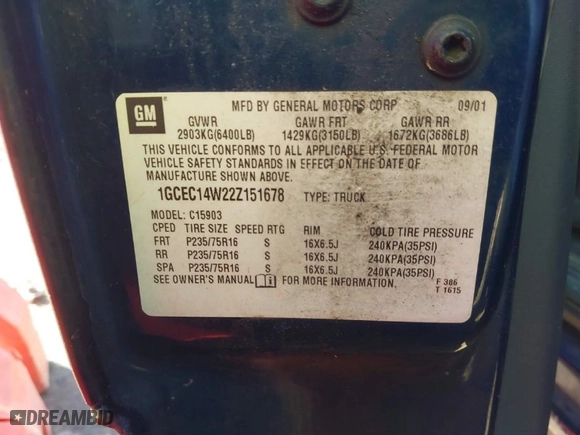 GM
MFD BY GENERAL MOTORS CORP 09/01
GVWR GAWR FRT GAWR RR
2903KG(6400LB) 1429KG(3150LB) 1672KG(3686LB)
THIS VEHICLE CONFORMS TO ALL APPLICABLE U.S. FEDERAL MOTOR
VEHICLE SAFETY STANDARDS IN EFFECT ON THE DATE OF
MANUFACTURE SHOWN ABOVE.
1GCEC14W22Z151678 TYPE: TRUCK
MODEL: C15903
CPED TIRE SIZE SPEED RTG RIM COLD TIRE PRESSURE
FRT P235/75R16 S 16X6.5J 240KPA(35PSI)
RR P235/75R16 S 16X6.5J 240KPA(35PSI)
SPA P235/75R16 S 16X6.5J 240KPA(35PSI)
SEE OWNER'S MANUAL FOR MORE INFORMATION.
F 386
T 1615
DREAMBID